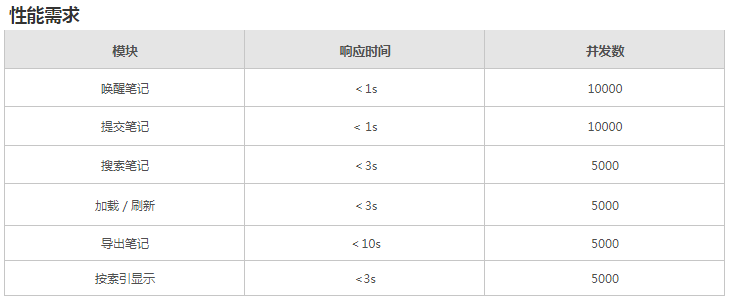 性能需求
模块 响应时间 并发数
唤醒笔记 < 1s 10000
提交笔记 < 1s 10000
搜索笔记 < 3s 5000
加载 / 刷新 < 3s 5000
导出笔记 < 10s 5000
按索引显示 <3s 5000